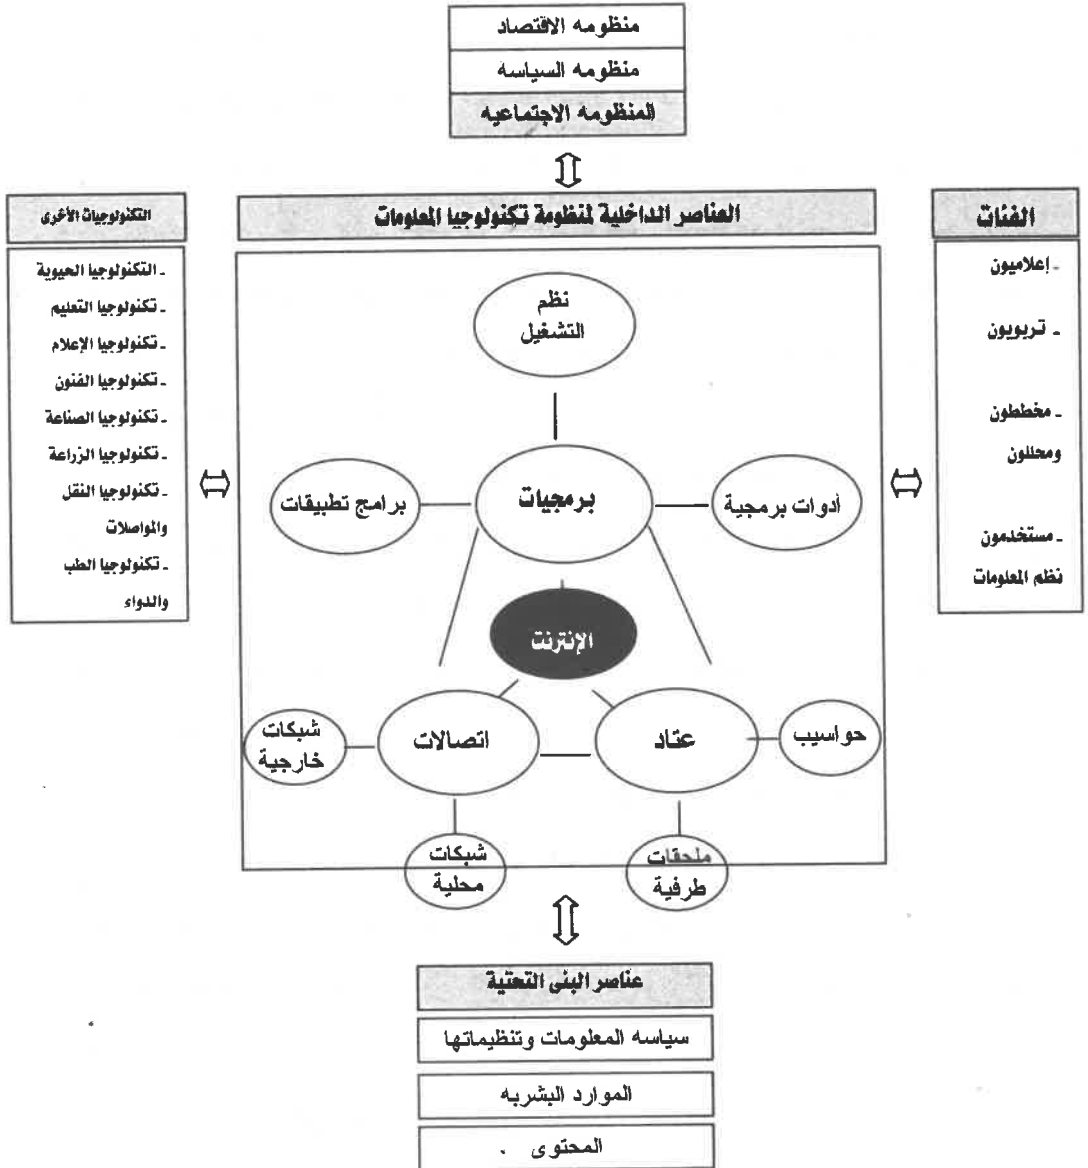 منظومه الاقتصاد
منظومه السياسه
المنظومه الاجتماعيه
الفئات
العناصر الداخلية لمنظومة تكنولوجيا المعلومات
التكنولوجيات الأخرى
ـ إعلاميون
ـ تربويون
ـ مخططون
ومحللون
ـ مستخدمون
نظم المعلومات
نظم
التشغيل
أدوات برمجية
برمجيات
برامج تطبيقات
الإنترنت
حواسيب
عتاد
اتصالات
شبكات
خارجية
ملحقات
طرفية
شبكات
محلية
ـ التكنولوجيا الحيوية
ـ تكنولوجيا التعليم
ـ تكنولوجيا الإعلام
ـ تكنولوجيا الفنون
ـ تكنولوجيا الصناعة
ـ تكنولوجيا الزراعة
ـ تكنولوجيا النقل
والمواصلات
ـ تكنولوجيا الطب
والدواء
عناصر البنى التحتية
سياسه المعلومات وتنظيماتها
الموارد البشريه
المحتوى .